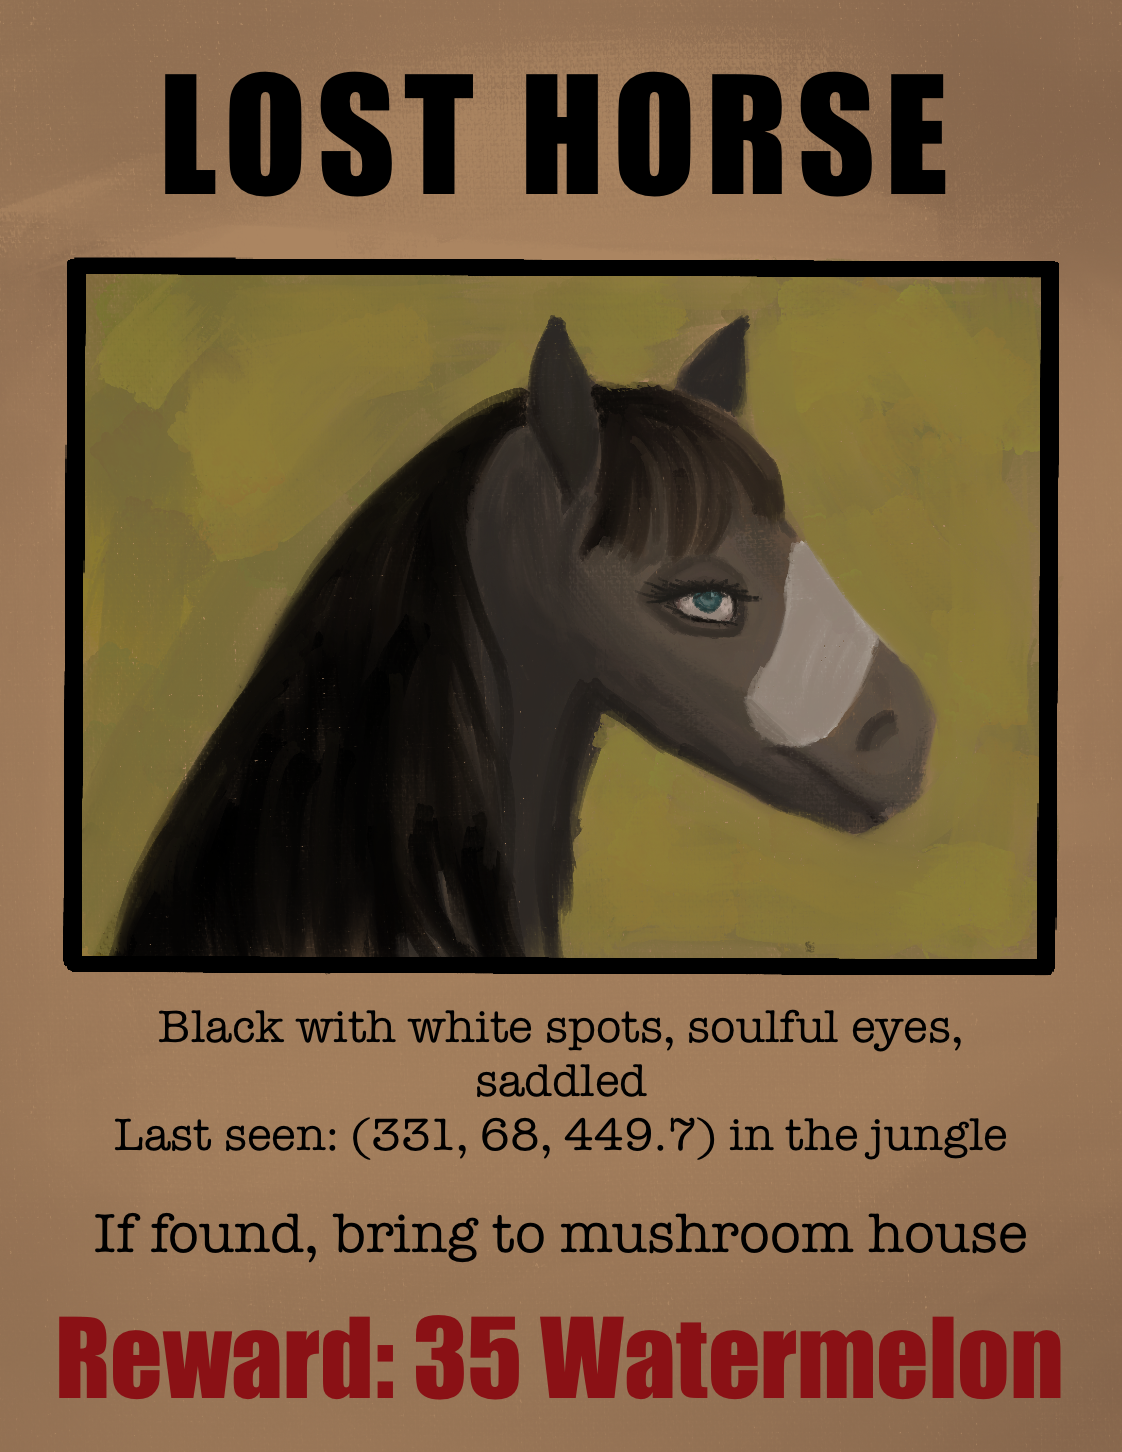 LOST HORSE
Black with white spots, soulful eyes,
saddled
Last seen: (331, 68, 449.7) in the jungle
If found, bring to mushroom house
Reward: 35 Watermelon